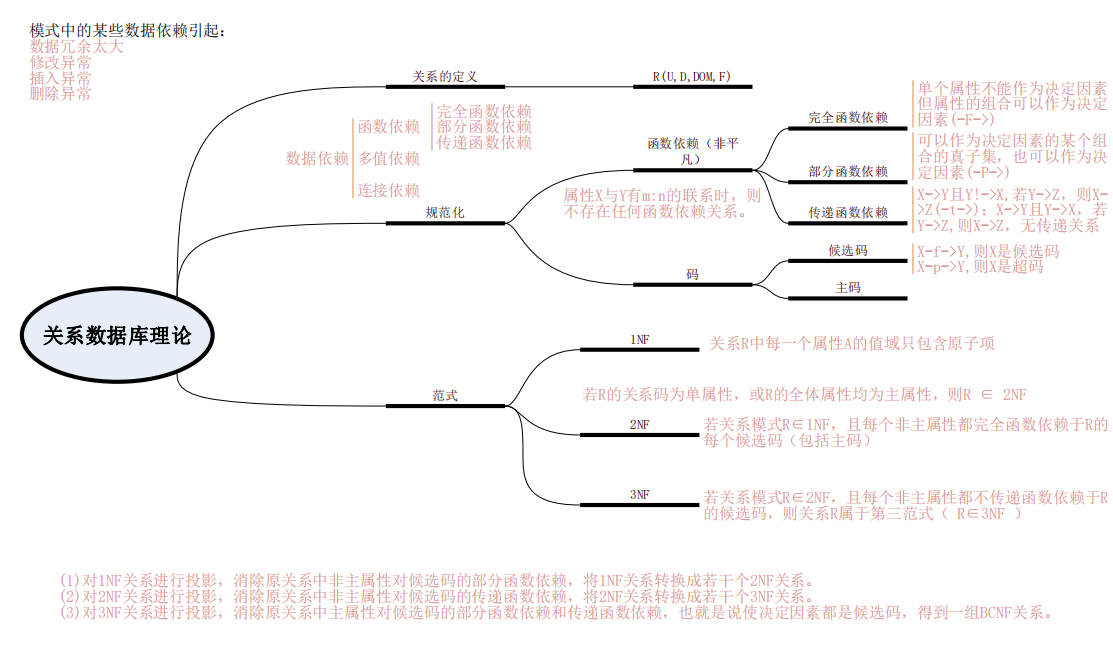 模式中的某些数据依赖引起：
数据冗余太大
修改异常
插入异常
删除异常
关系的定义
R(U,D,DOM,F)
数据依赖
函数依赖
多值依赖
连接依赖
完全函数依赖
部分函数依赖
传递函数依赖
规范化
函数依赖（非平
凡）
属性X与Y有m:n的联系时，则
不存在任何函数依赖关系。
完全函数依赖
单个属性不能作为决定因素
但属性的组合可以作为决定
因素(-F->)
部分函数依赖
可以作为决定因素的某个组
合的真子集，也可以作为决
定因素(-P->)
传递函数依赖
X->Y且Y!->X,若Y->Z，则X-
>Z(-t->)；X->Y且Y->X，若
Y->Z,则X->Z，无传递关系
码
候选码
X-f->Y,则X是候选码
X-p->Y,则X是超码
主码
关系数据库理论
范式
1NF
关系R中每一个属性A的值域只包含原子项
若R的关系码为单属性，或R的全体属性均为主属性，则R ∈ 2NF
2NF
若关系模式R∈1NF，且每个非主属性都完全函数依赖于R的
每个候选码（包括主码）
3NF
若关系模式R∈2NF，且每个非主属性都不传递函数依赖于R
的候选码，则关系R属于第三范式（ R∈3NF ）
(1)对1NF关系进行投影，消除原关系中非主属性对候选码的部分函数依赖，将1NF关系转换成若干个2NF关系。
(2)对2NF关系进行投影，消除原关系中非主属性对候选码的传递函数依赖，将2NF关系转换成若干个3NF关系。
(3)对3NF关系进行投影，消除原关系中主属性对候选码的部分函数依赖和传递函数依赖，也就是说使决定因素都是候选码，得到一组BCNF关系。